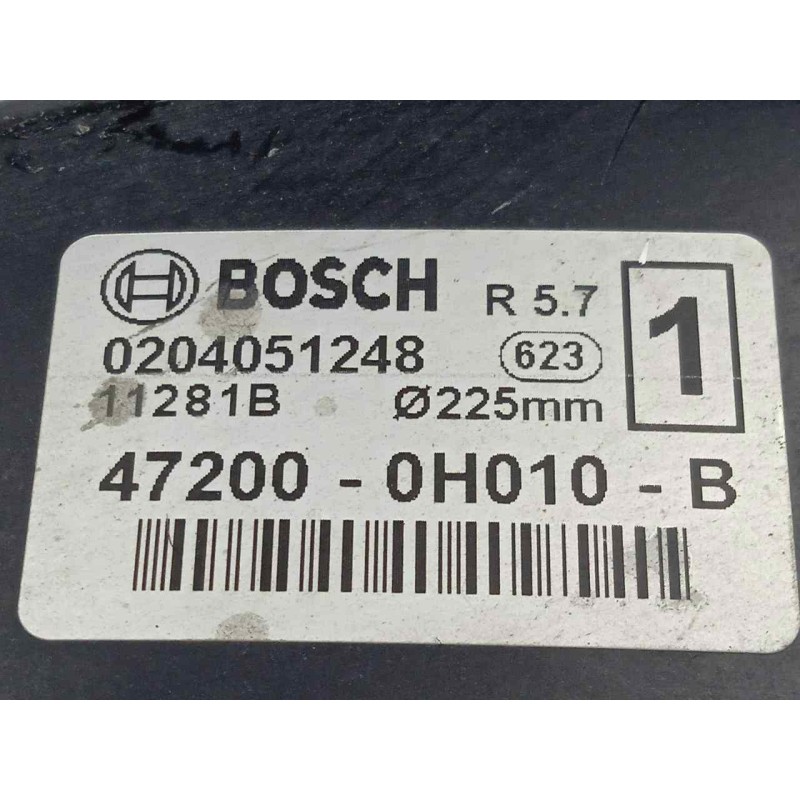 BOSCH R 5.7 1
0204051248 623
11281B Ø225mm
47200 - 0H010 - B